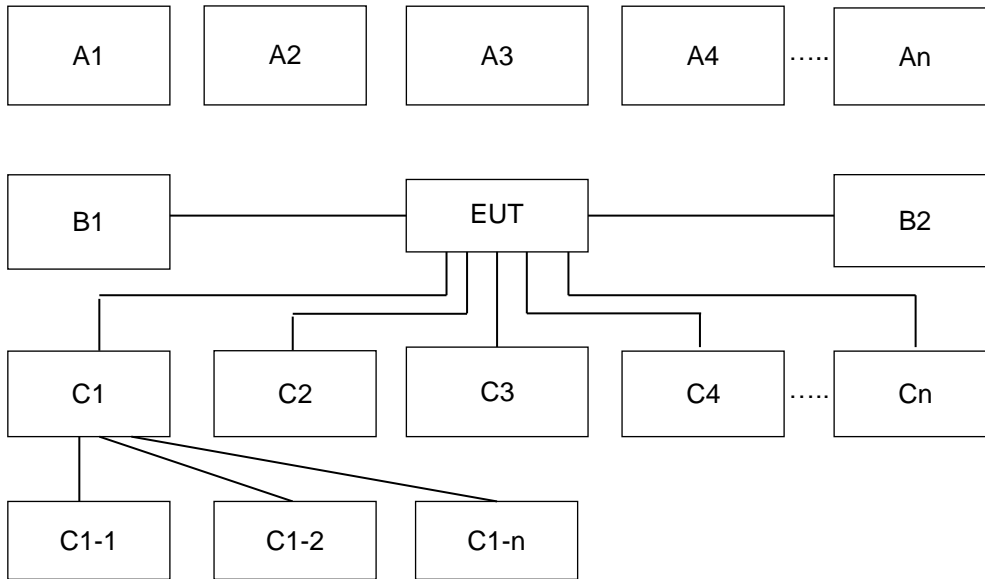 A1 A2 A3 A4 ….. An
B1 EUT B2
C1 C2 C3 C4 ….. Cn
C1-1 C1-2 C1-n